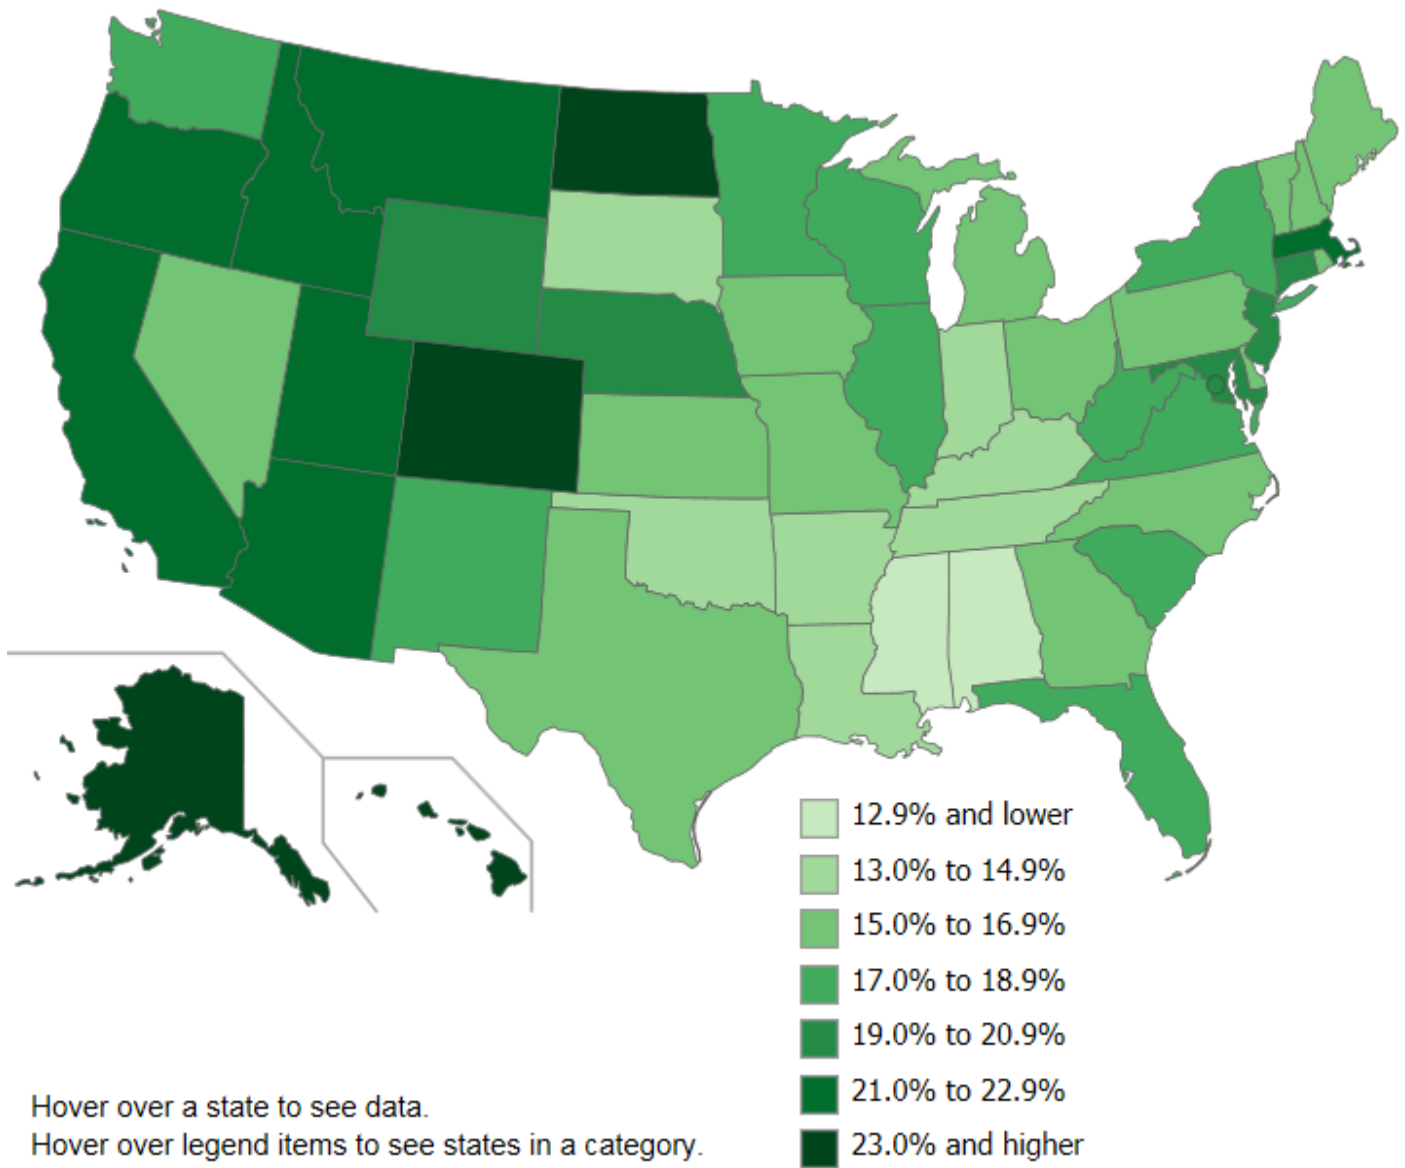 12.9% and lower
13.0% to 14.9%
15.0% to 16.9%
17.0% to 18.9%
19.0% to 20.9%
21.0% to 22.9%
23.0% and higher
Hover over a state to see data.
Hover over legend items to see states in a category.